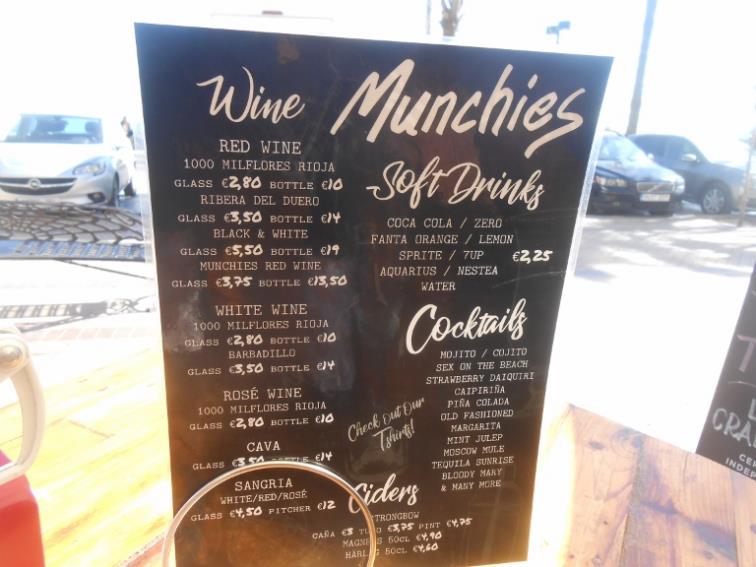 Wine
RED WINE
1000 MILFLORES RIOJA
GLASS €2,80 BOTTLE €10
RIBERA DEL DUERO
GLASS €3,50 BOTTLE €14
BLACK & WHITE
GLASS €5,50 BOTTLE €19
MUNCHIES RED WINE
GLASS €3,75 BOTTLE €13,50
WHITE WINE
1000 MILFLORES RIOJA
GLASS €2,80 BOTTLE €10
BARBADILLO
GLASS €3,50 BOTTLE €14
ROSÉ WINE
1000 MILFLORES RIOJA
GLASS €2,80 BOTTLE €10
CAVA
GLASS €3,50 BOTTLE €14
SANGRIA
WHITE/RED/ROSÉ
GLASS €4,50 PITCHER €12
Munchies
Soft Drinks
COCA COLA / ZERO
FANTA ORANGE / LEMON
SPRITE / 7UP €2,25
AQUARIUS / NESTEA
WATER
Cocktails
MOJITO / COJITO
SEX ON THE BEACH
STRAWBERRY DAIQUIRI
CAIPIRIÑA
PIÑA COLADA
OLD FASHIONED
MARGARITA
MINT JULEP
MOSCOW MULE
TEQUILA SUNRISE
BLOODY MARY
& MANY MORE
Check out Our
Tshirts!
Ciders
STRONGBOW
CAÑA €3 TUBO €3,75 PINT €4,75
MAGNERS 50CL €4,90
50CL €4,60